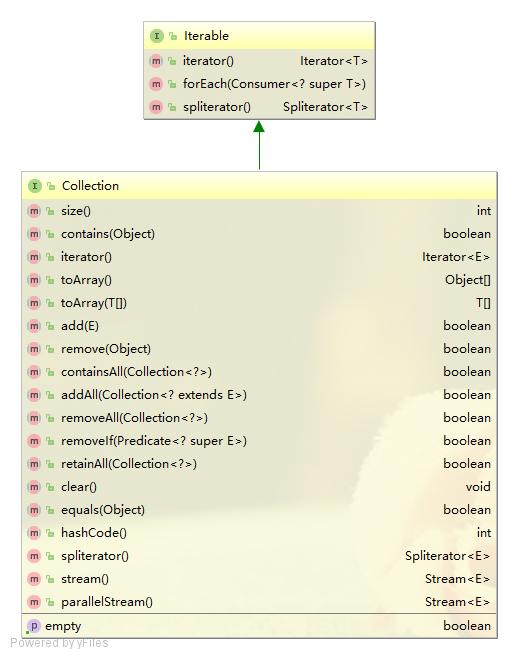 I Iterable
m iterator() Iterator<T>
m forEach(Consumer<? super T>)
m spliterator() Spliterator<T>
I Collection
m size() int
m contains(Object) boolean
m iterator() Iterator<E>
m toArray() Object[]
m toArray(T[]) T[]
m add(E) boolean
m remove(Object) boolean
m containsAll(Collection<?>) boolean
m addAll(Collection<? extends E>) boolean
m removeAll(Collection<?>) boolean
m removeIf(Predicate<? super E>) boolean
m retainAll(Collection<?>) boolean
m clear() void
m equals(Object) boolean
m hashCode() int
m spliterator() Spliterator<E>
m stream() Stream<E>
m parallelStream() Stream<E>
p empty boolean
Powered by yFiles